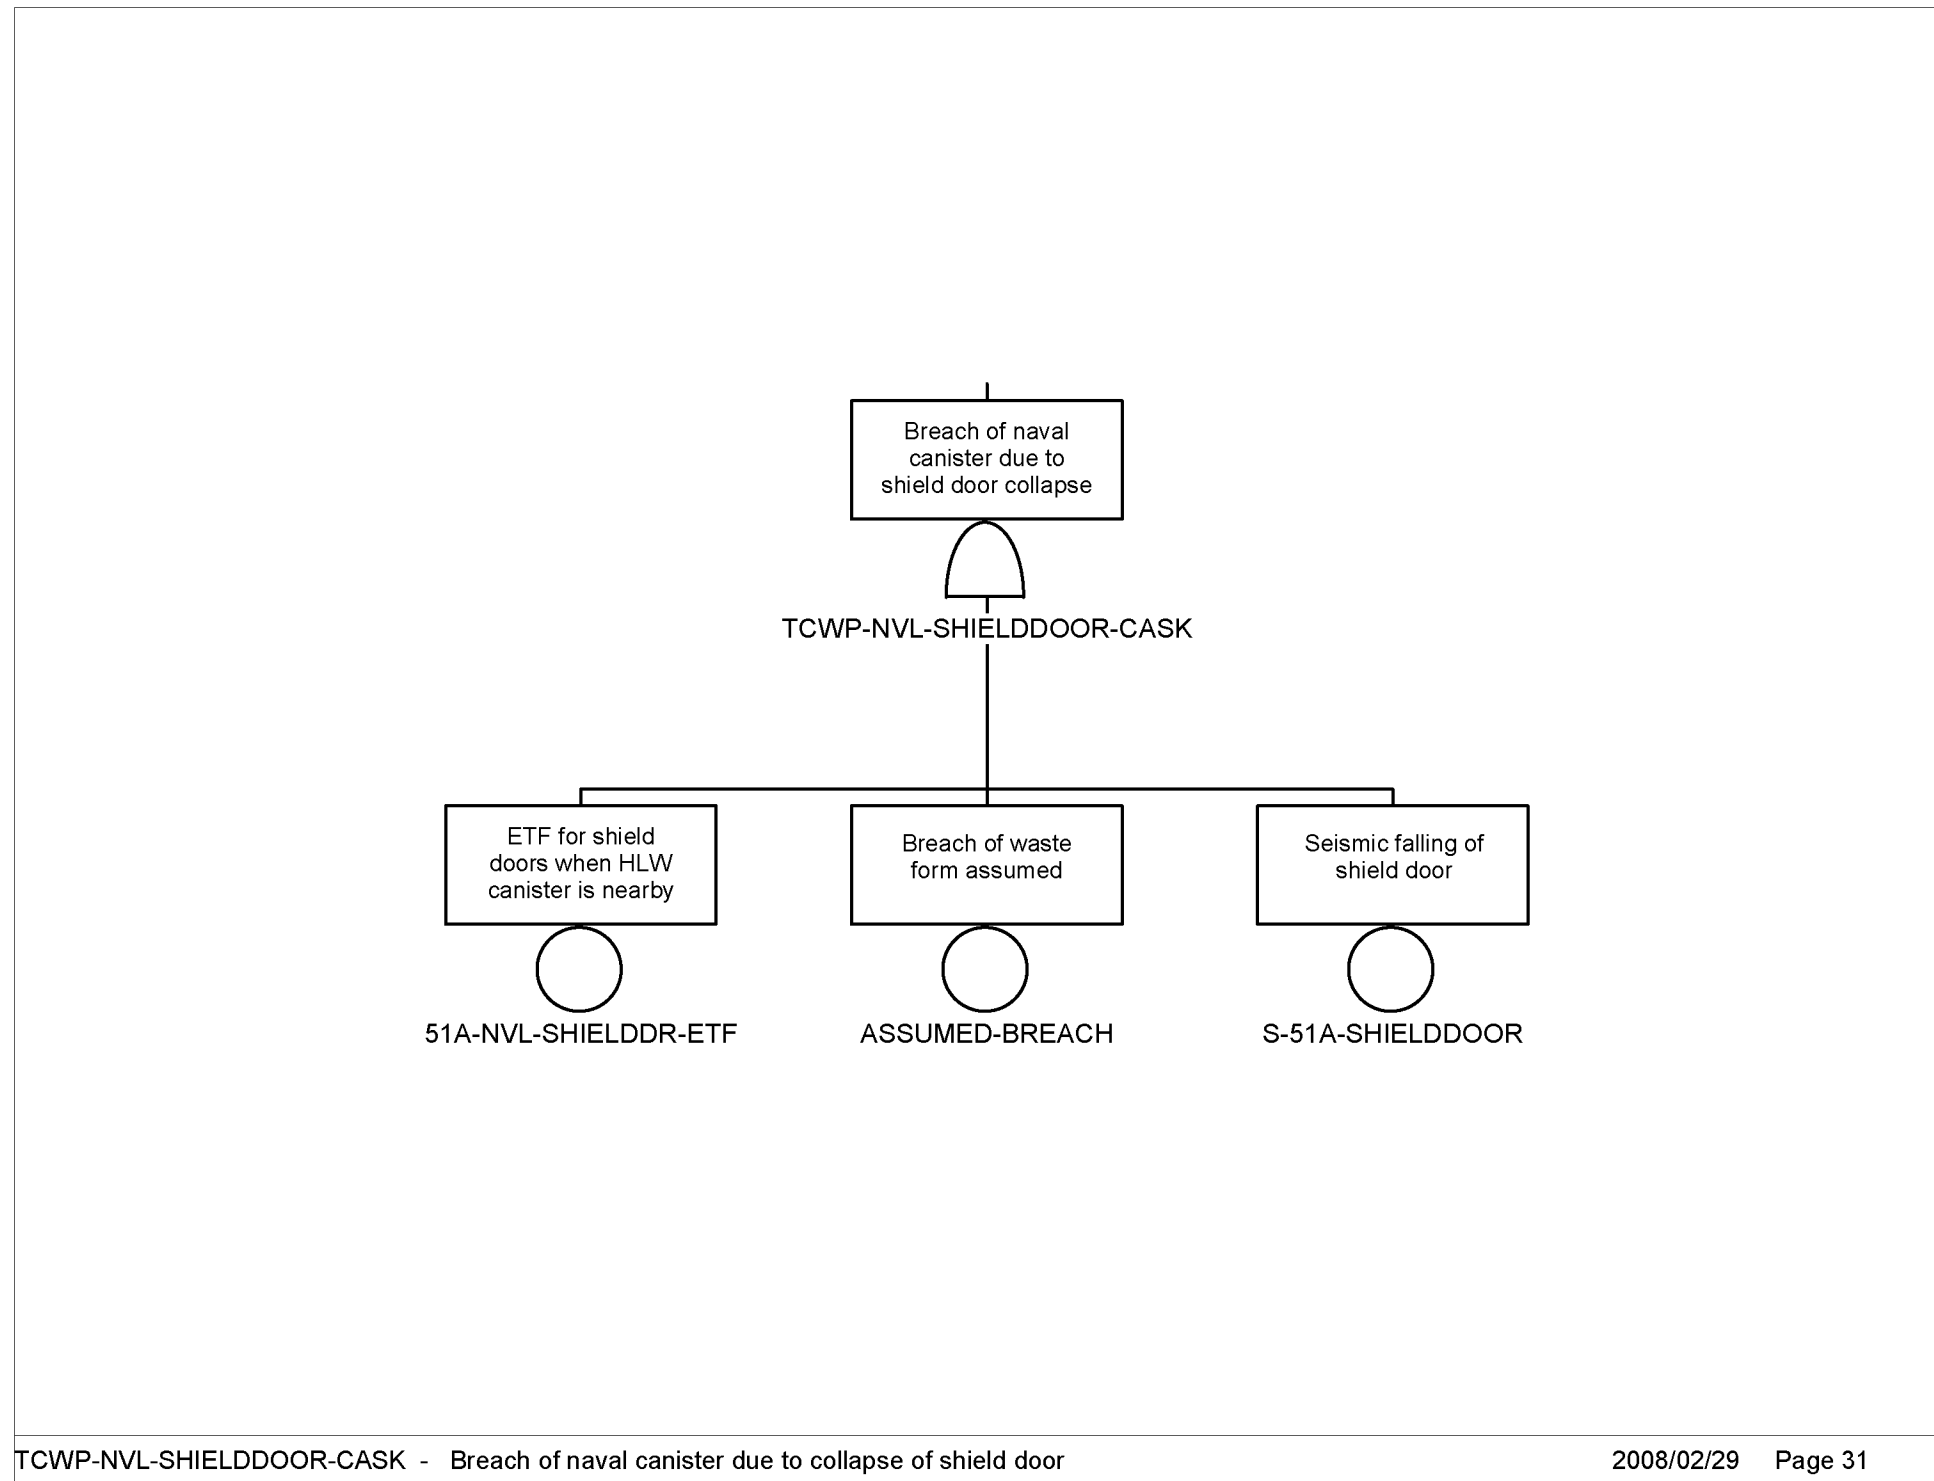 Breach of naval
canister due to
shield door collapse
TCWP-NVL-SHIELDDOOR-CASK
ETF for shield
doors when HLW
canister is nearby
51A-NVL-SHIELDDR-ETF
Breach of waste
form assumed
ASSUMED-BREACH
Seismic falling of
shield door
S-51A-SHIELDDOOR
TCWP-NVL-SHIELDDOOR-CASK - Breach of naval canister due to collapse of shield door
2008/02/29 Page 31